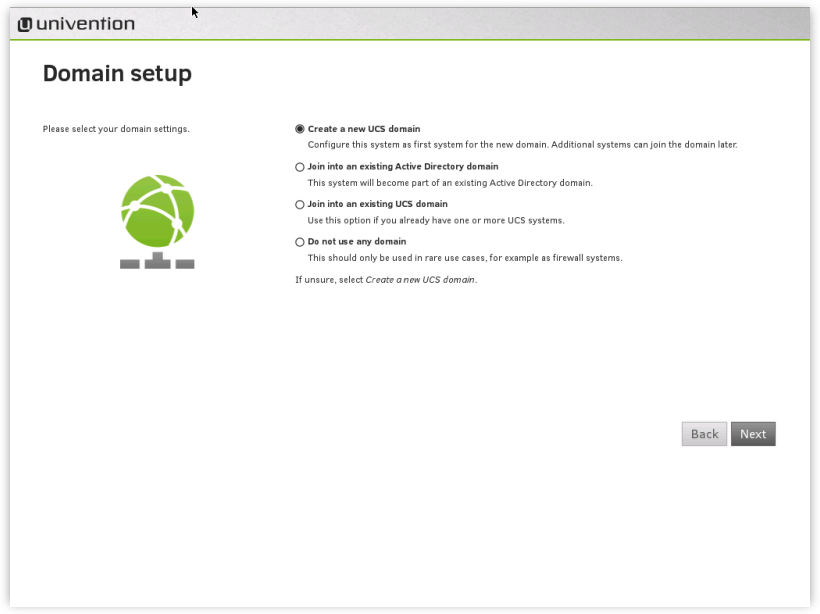 univention
Domain setup
Please select your domain settings.
Create a new UCS domain
Configure this system as first system for the new domain. Additional systems can join the domain later.
Join into an existing Active Directory domain
This system will become part of an existing Active Directory domain.
Join into an existing UCS domain
Use this option if you already have one or more UCS systems.
Do not use any domain
This should only be used in rare use cases, for example as firewall systems.
If unsure, select Create a new UCS domain.
Back
Next